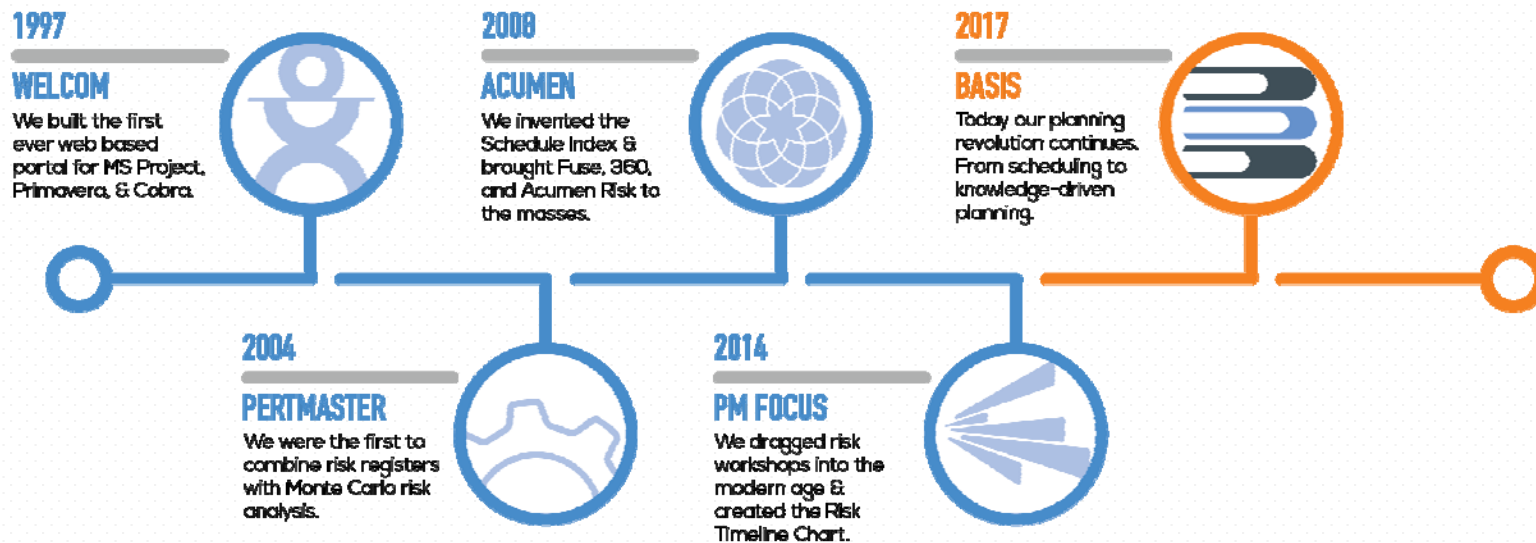 1997
WELCOM
We built the first
ever web based
portal for MS Project,
Primavera, & Cobra.
2004
PERTMASTER
We were the first to
combine risk registers
with Monte Carlo risk
analysis.
2008
ACUMEN
We invented the
Schedule Index &
brought Fuse, 360,
and Acumen Risk to
the masses.
2014
PM FOCUS
We dragged risk
workshops into the
modern age &
created the Risk
Timeline Chart.
2017
BASIS
Today our planning
revolution continues.
From scheduling to
knowledge-driven
planning.